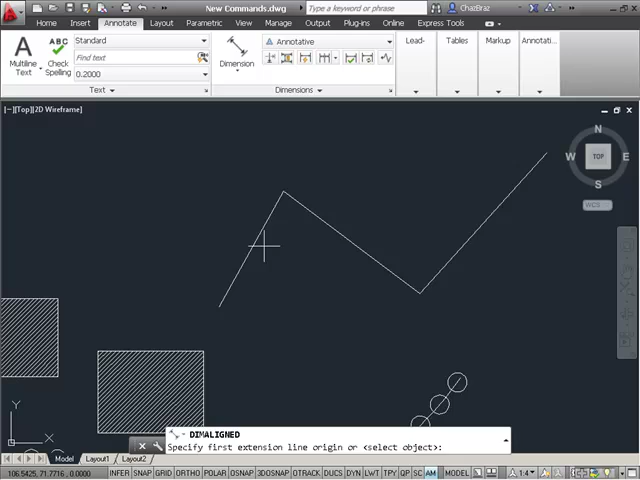 New Commands.dwg
Type a keyword or phrase
ChazBraz
Home Insert Annotate Layout Parametric View Manage Output Plug-ins Online Express Tools
A
Multiline Text
ABC
Check Spelling
Standard
Find text
0.2000
Text
Dimension
Annotative
Dimensions
Lead-
Tables
Markup
Annotati..
[−][Top][2D Wireframe]
N
W TOP E
S
WCS
Y
X
DIMALIGNED
Specify first extension line origin or <select object>:
Model Layout1 Layout2
106.5425, 71.7716, 0.0000 INFER SNAP GRID ORTHO POLAR OSNAP 3DOSNAP OTRACK DUCS DYN LWT TPY QP SC AM MODEL 1:4